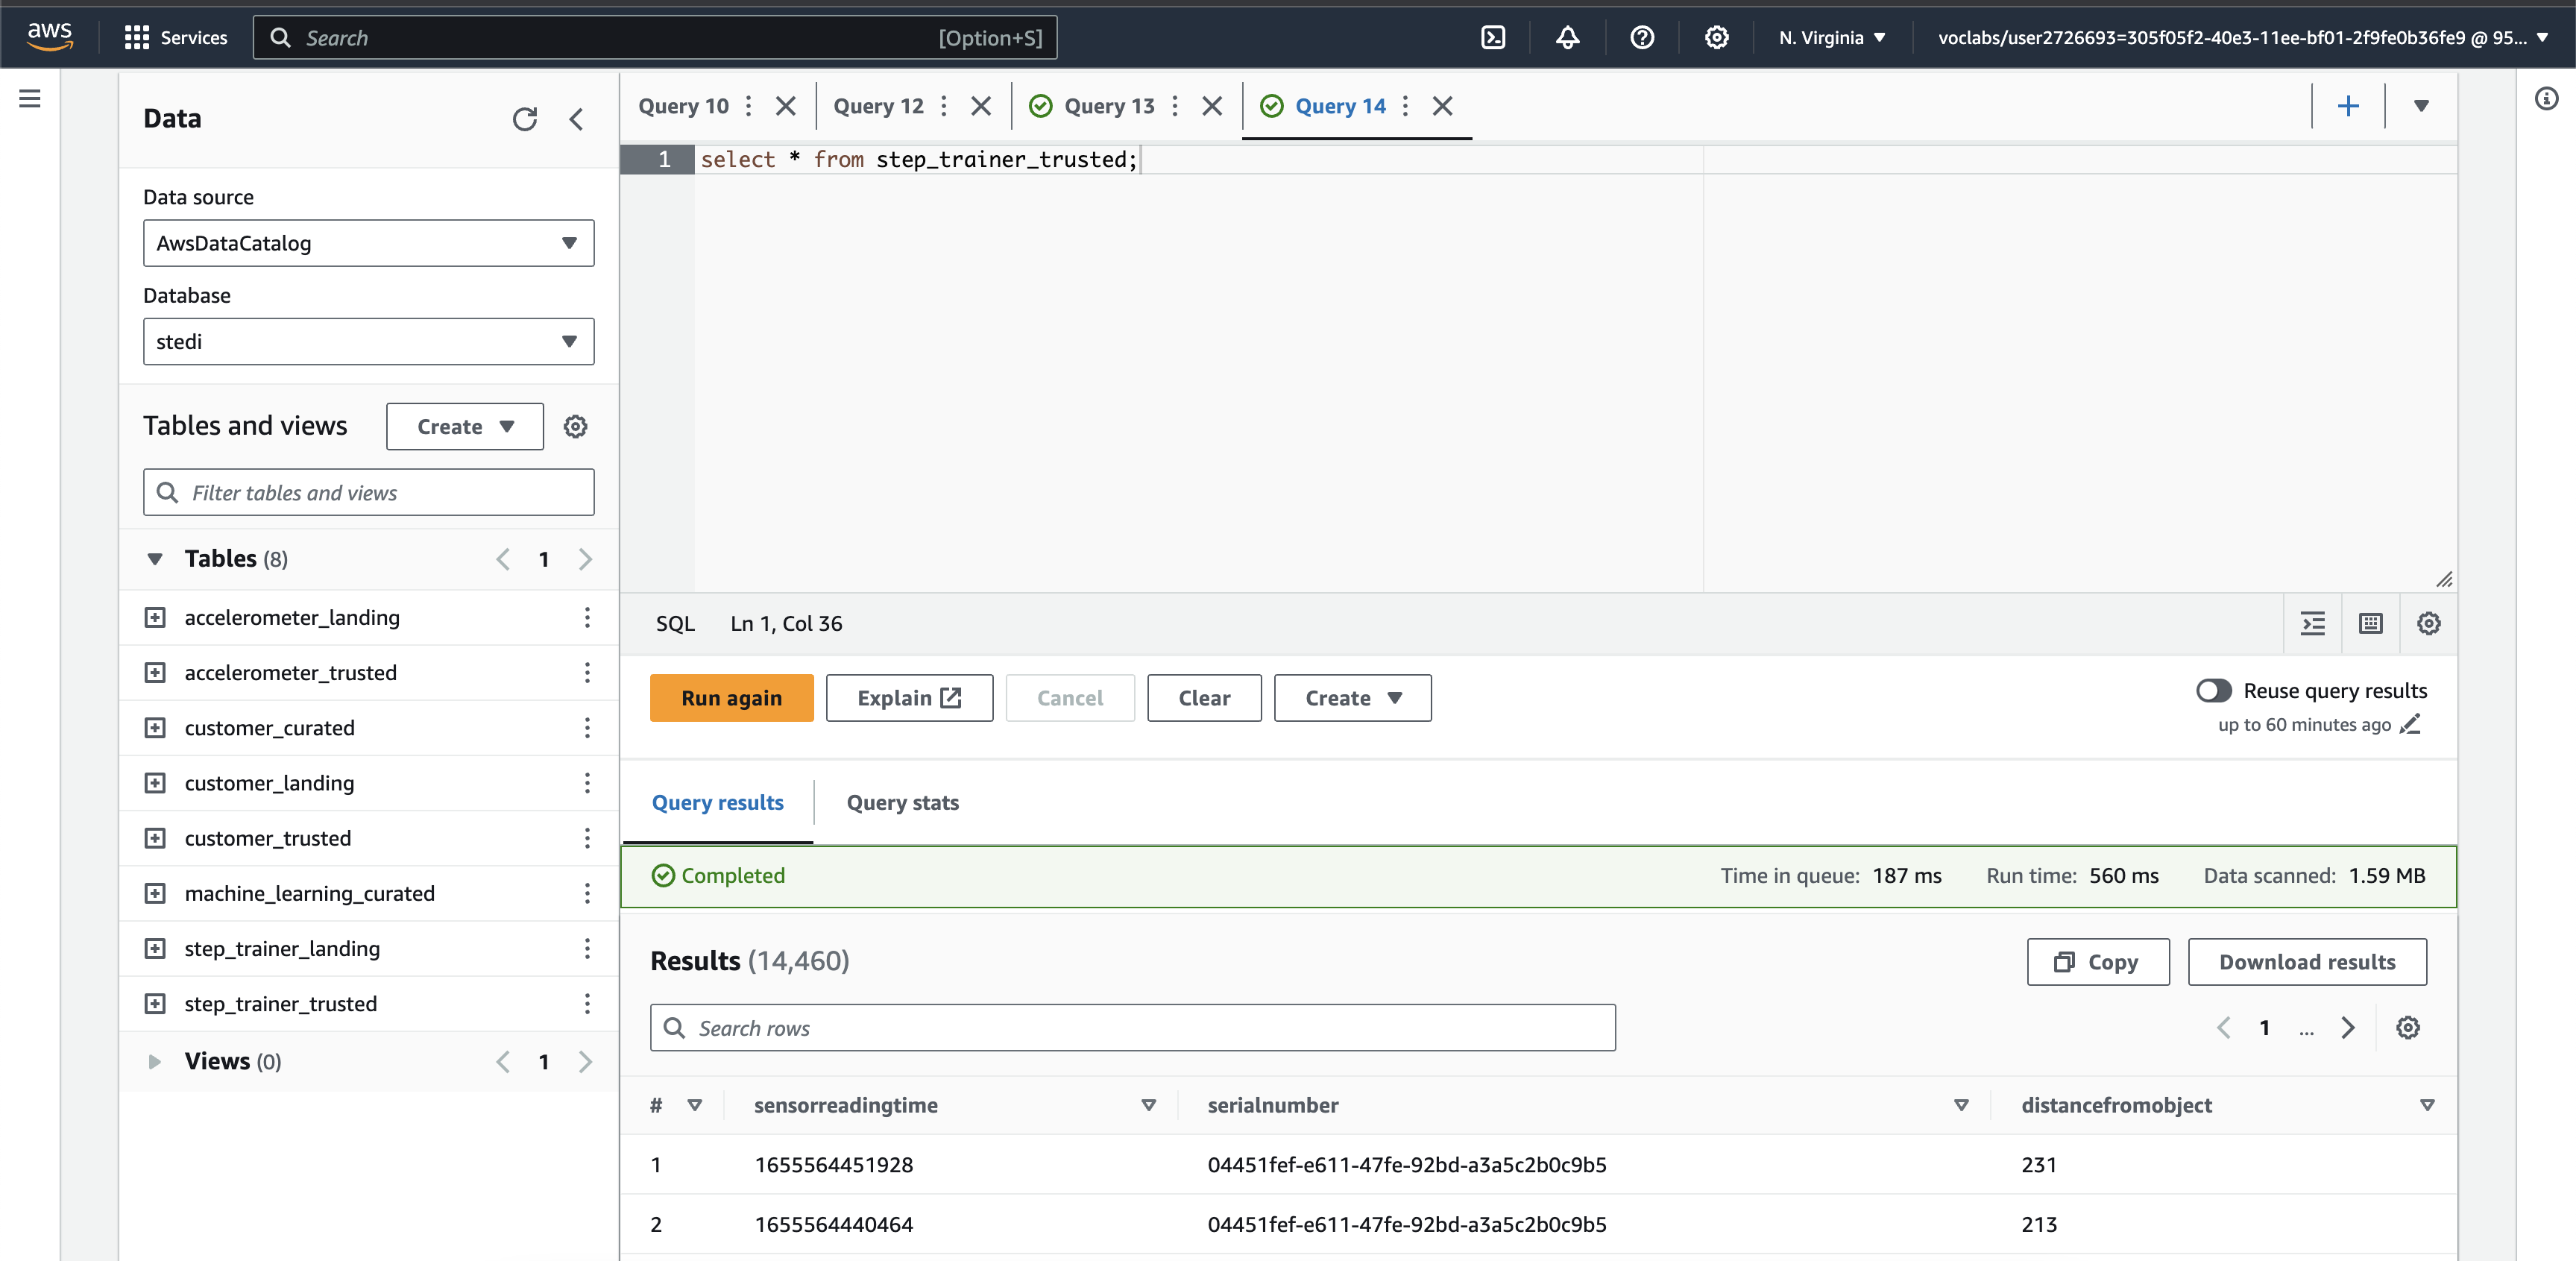 aws
Services
Search
[Option+S]
N. Virginia
voclabs/user2726693=305f05f2-40e3-11ee-bf01-2f9fe0b36fe9 @ 95...
Data
Data source
AwsDataCatalog
Database
stedi
Tables and views
Create
Filter tables and views
Tables (8)
1
accelerometer_landing
accelerometer_trusted
customer_curated
customer_landing
customer_trusted
machine_learning_curated
step_trainer_landing
step_trainer_trusted
Views (0)
1
Query 10
Query 12
Query 13
Query 14
1 select * from step_trainer_trusted;
SQL Ln 1, Col 36
Run again
Explain
Cancel
Clear
Create
Reuse query results
up to 60 minutes ago
Query results
Query stats
Completed
Time in queue: 187 ms
Run time: 560 ms
Data scanned: 1.59 MB
Results (14,460)
Copy
Download results
Search rows
1 ...
# sensorreadingtime serialnumber distancefromobject
1 1655564451928 04451fef-e611-47fe-92bd-a3a5c2b0c9b5 231
2 1655564440464 04451fef-e611-47fe-92bd-a3a5c2b0c9b5 213